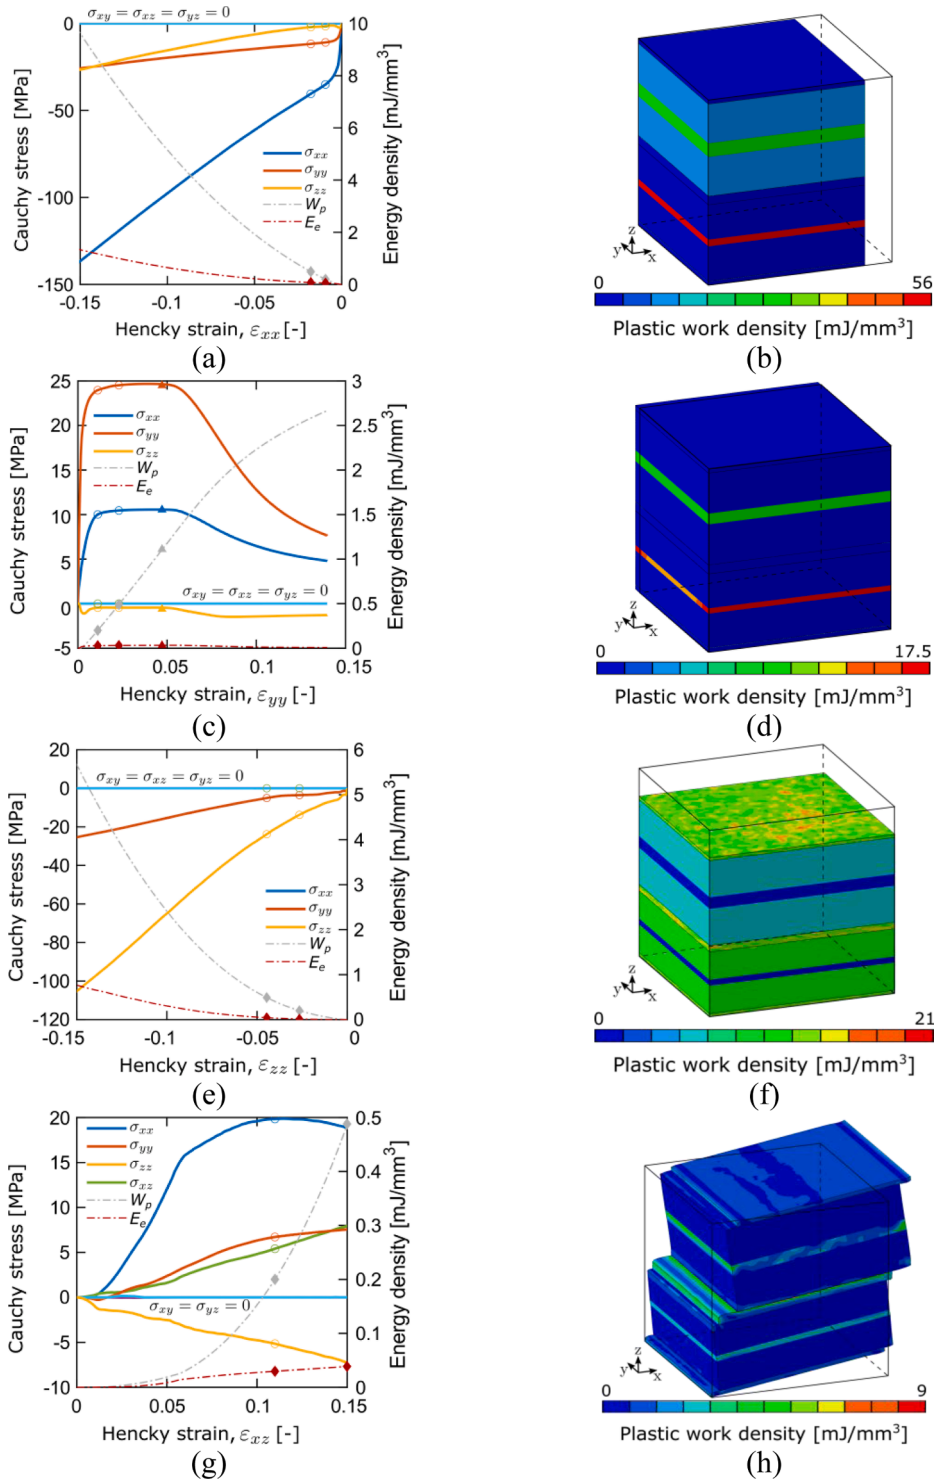 σxy = σxz = σyz = 0
Cauchy stress [MPa]
0
-50
-100
-150
10
9
8
7
6
5
4
3
2
1
0
Energy density [mJ/mm³]
σxx
σyy
σzz
Wp
Ee
-0.15
-0.1
-0.05
0
Hencky strain, εxx [-]
(a)
z
y
x
0
56
Plastic work density [mJ/mm³]
(b)
Cauchy stress [MPa]
25
20
15
10
5
0
-5
3
2.5
2
1.5
1
0.5
0
Energy density [mJ/mm³]
σxx
σyy
σzz
Wp
Ee
σxy = σxz = σyz = 0
0
0.05
0.1
0.15
Hencky strain, εyy [-]
(c)
z
y
x
0
17.5
Plastic work density [mJ/mm³]
(d)
Cauchy stress [MPa]
20
0
-20
-40
-60
-80
-100
-120
6
5
4
3
2
1
0
Energy density [mJ/mm³]
σxy = σxz = σyz = 0
σxx
σyy
σzz
Wp
Ee
-0.15
-0.1
-0.05
0
Hencky strain, εzz [-]
(e)
z
y
x
0
21
Plastic work density [mJ/mm³]
(f)
Cauchy stress [MPa]
20
15
10
5
0
-5
-10
0.5
0.4
0.3
0.2
0.1
0
Energy density [mJ/mm³]
σxx
σyy
σzz
σxz
Wp
Ee
σxy = σyz = 0
0
0.05
0.1
0.15
Hencky strain, εxz [-]
(g)
z
y
x
0
9
Plastic work density [mJ/mm³]
(h)